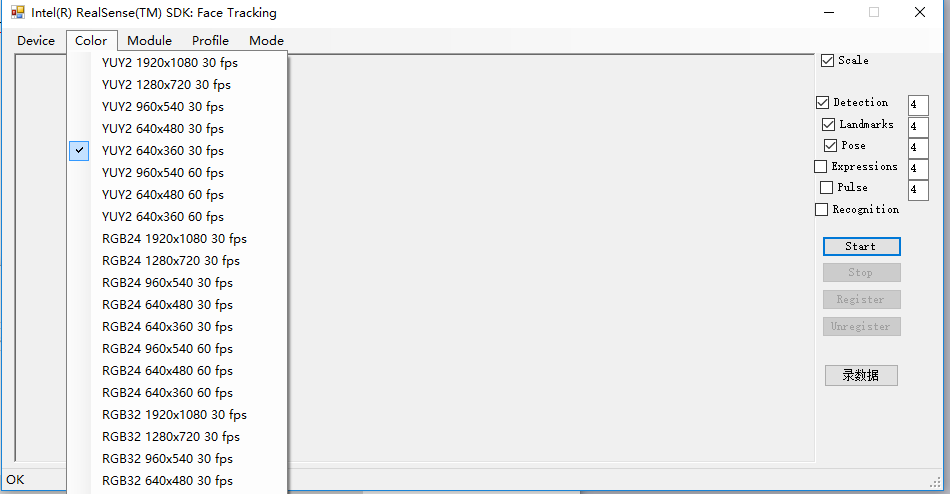 Intel(R) RealSense(TM) SDK: Face Tracking
Device Color Module Profile Mode
YUY2 1920x1080 30 fps
YUY2 1280x720 30 fps
YUY2 960x540 30 fps
YUY2 640x480 30 fps
YUY2 640x360 30 fps
YUY2 960x540 60 fps
YUY2 640x480 60 fps
YUY2 640x360 60 fps
RGB24 1920x1080 30 fps
RGB24 1280x720 30 fps
RGB24 960x540 30 fps
RGB24 640x480 30 fps
RGB24 640x360 30 fps
RGB24 960x540 60 fps
RGB24 640x480 60 fps
RGB24 640x360 60 fps
RGB32 1920x1080 30 fps
RGB32 1280x720 30 fps
RGB32 960x540 30 fps
RGB32 640x480 30 fps
Scale
Detection 4
Landmarks 4
Pose 4
Expressions 4
Pulse 4
Recognition
Start
Stop
Register
Unregister
录数据
OK